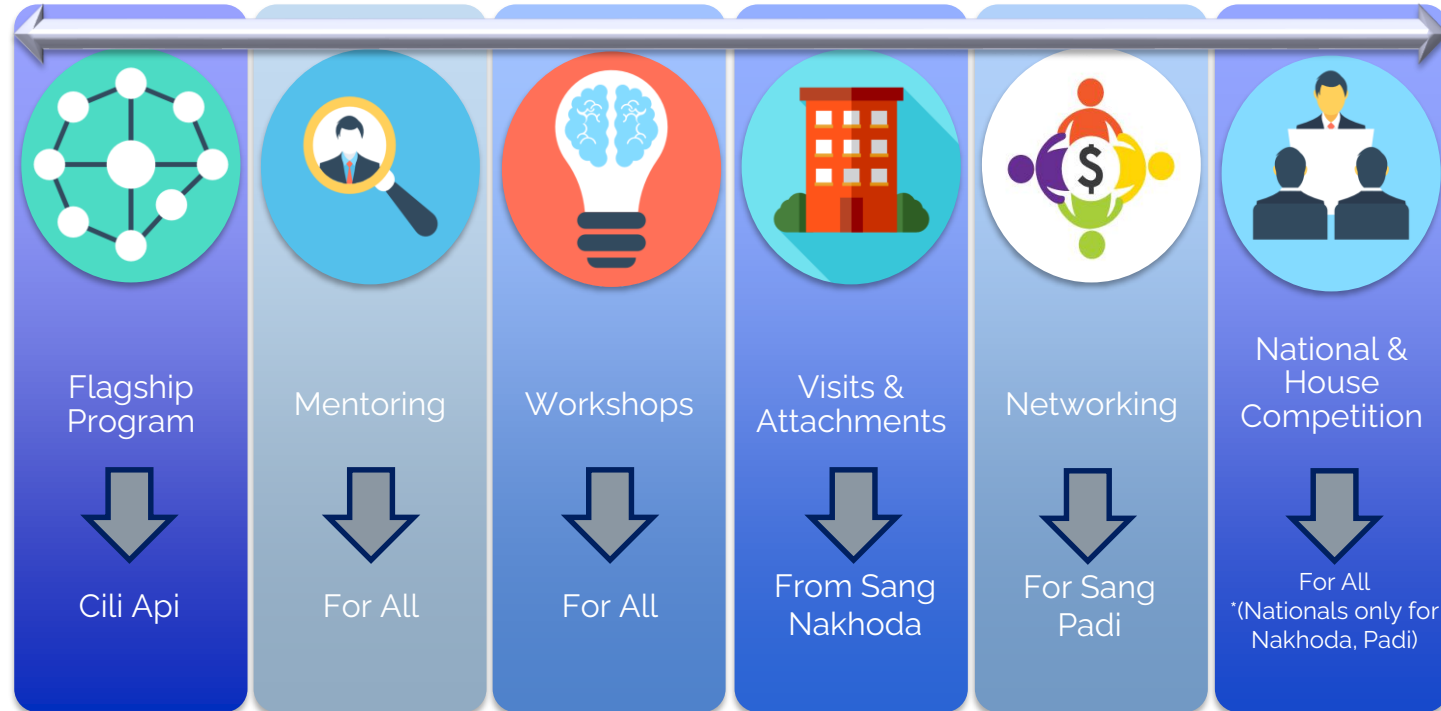 $
Flagship
Program
Cili Api
Mentoring
For All
Workshops
For All
Visits &
Attachments
From Sang
Nakhoda
Networking
For Sang
Padi
National &
House
Competition
For All
*(Nationals only for
Nakhoda, Padi)